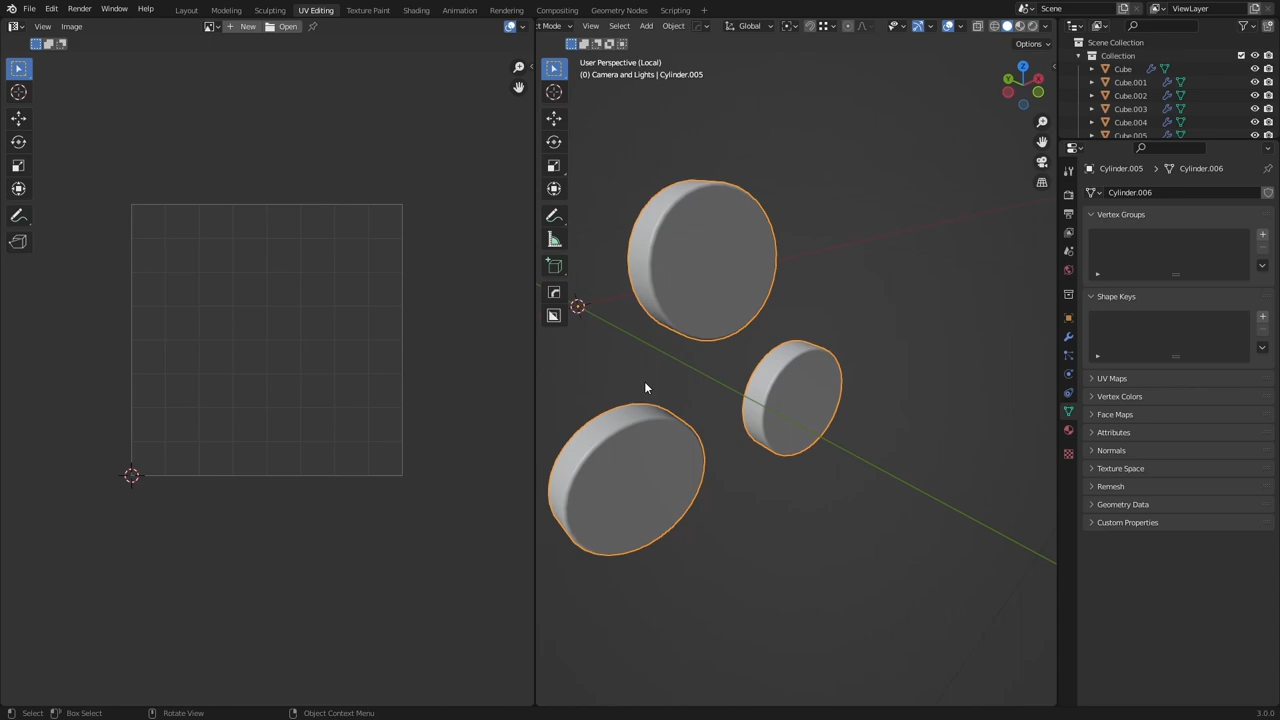 File Edit Render Window Help Layout Modeling Sculpting UV Editing Texture Paint Shading Animation Rendering Compositing Geometry Nodes Scripting + Scene ViewLayer
View Image New Open ct Mode View Select Add Object Global
Options
User Perspective (Local)
(0) Camera and Lights | Cylinder.005
Z
Y X
Scene Collection
Collection
Cube
Cube.001
Cube.002
Cube.003
Cube.004
Cube.005
Cylinder.005 > Cylinder.006
Cylinder.006
Vertex Groups
Shape Keys
UV Maps
Vertex Colors
Face Maps
Attributes
Normals
Texture Space
Remesh
Geometry Data
Custom Properties
Select Box Select Rotate View Object Context Menu 3.0.0